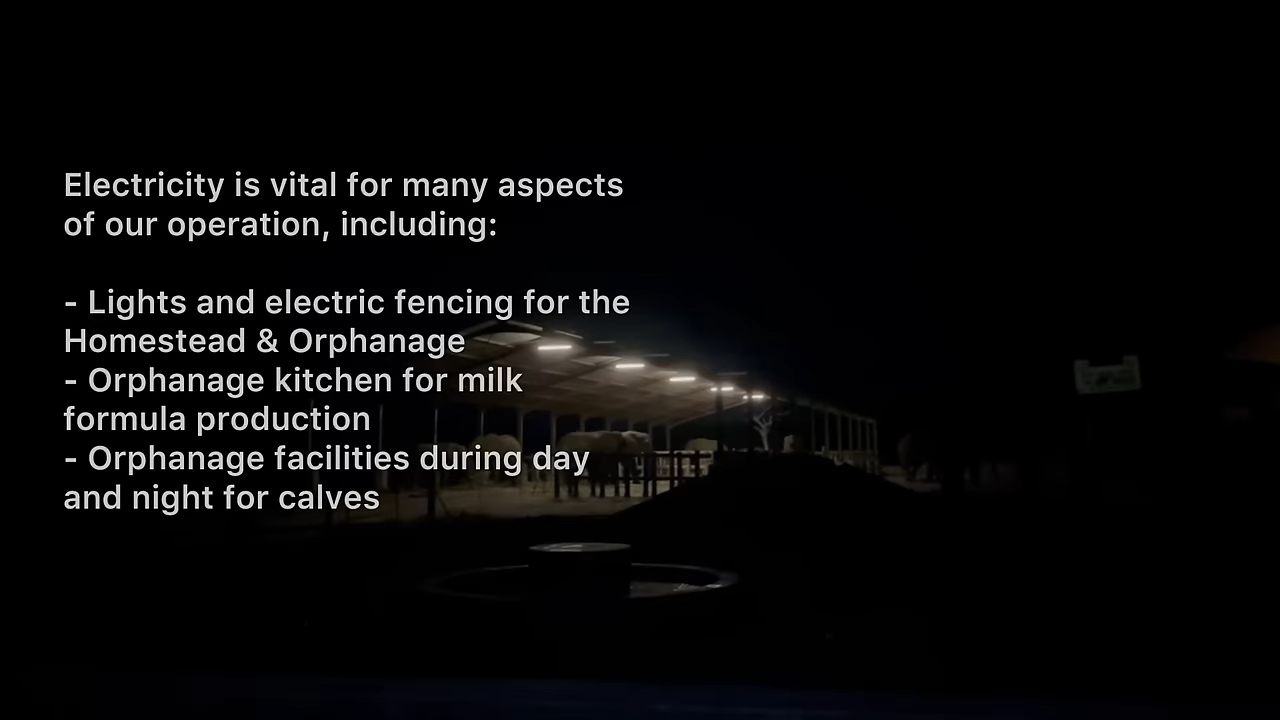 Electricity is vital for many aspects
of our operation, including:
- Lights and electric fencing for the
Homestead & Orphanage
- Orphanage kitchen for milk
formula production
- Orphanage facilities during day
and night for calves